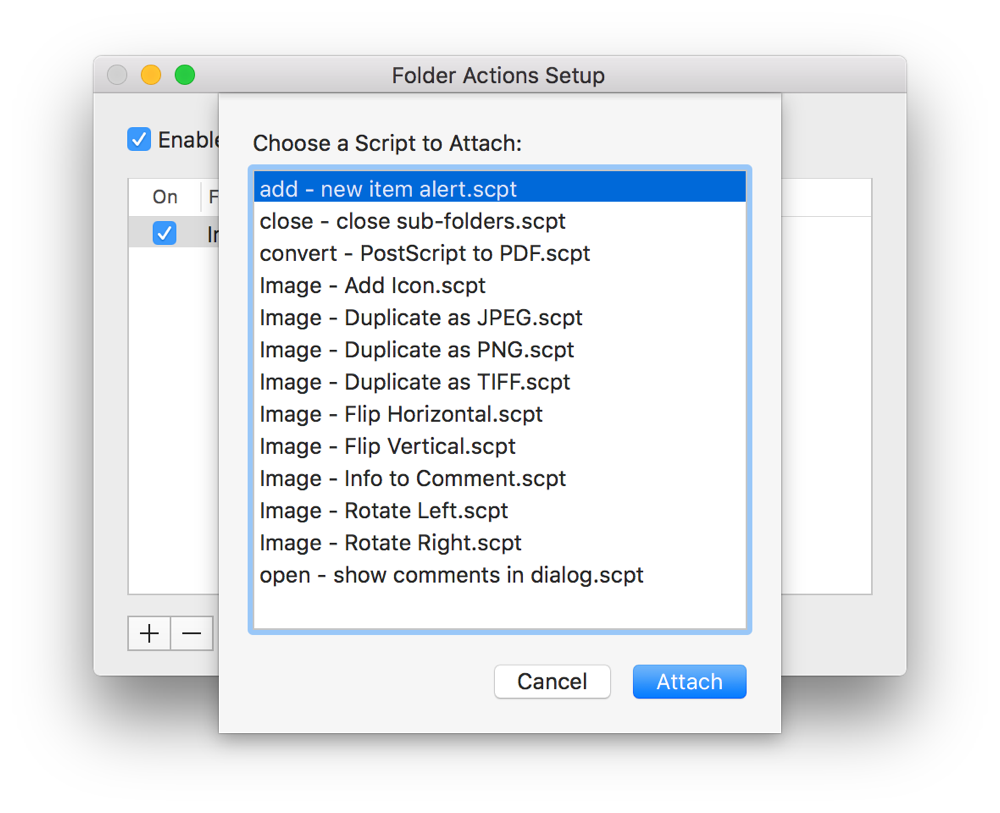 Folder Actions Setup
Choose a Script to Attach:
On
add - new item alert.scpt
close - close sub-folders.scpt
convert - PostScript to PDF.scpt
Image - Add Icon.scpt
Image - Duplicate as JPEG.scpt
Image - Duplicate as PNG.scpt
Image - Duplicate as TIFF.scpt
Image - Flip Horizontal.scpt
Image - Flip Vertical.scpt
Image - Info to Comment.scpt
Image - Rotate Left.scpt
Image - Rotate Right.scpt
open - show comments in dialog.scpt
Cancel
Attach